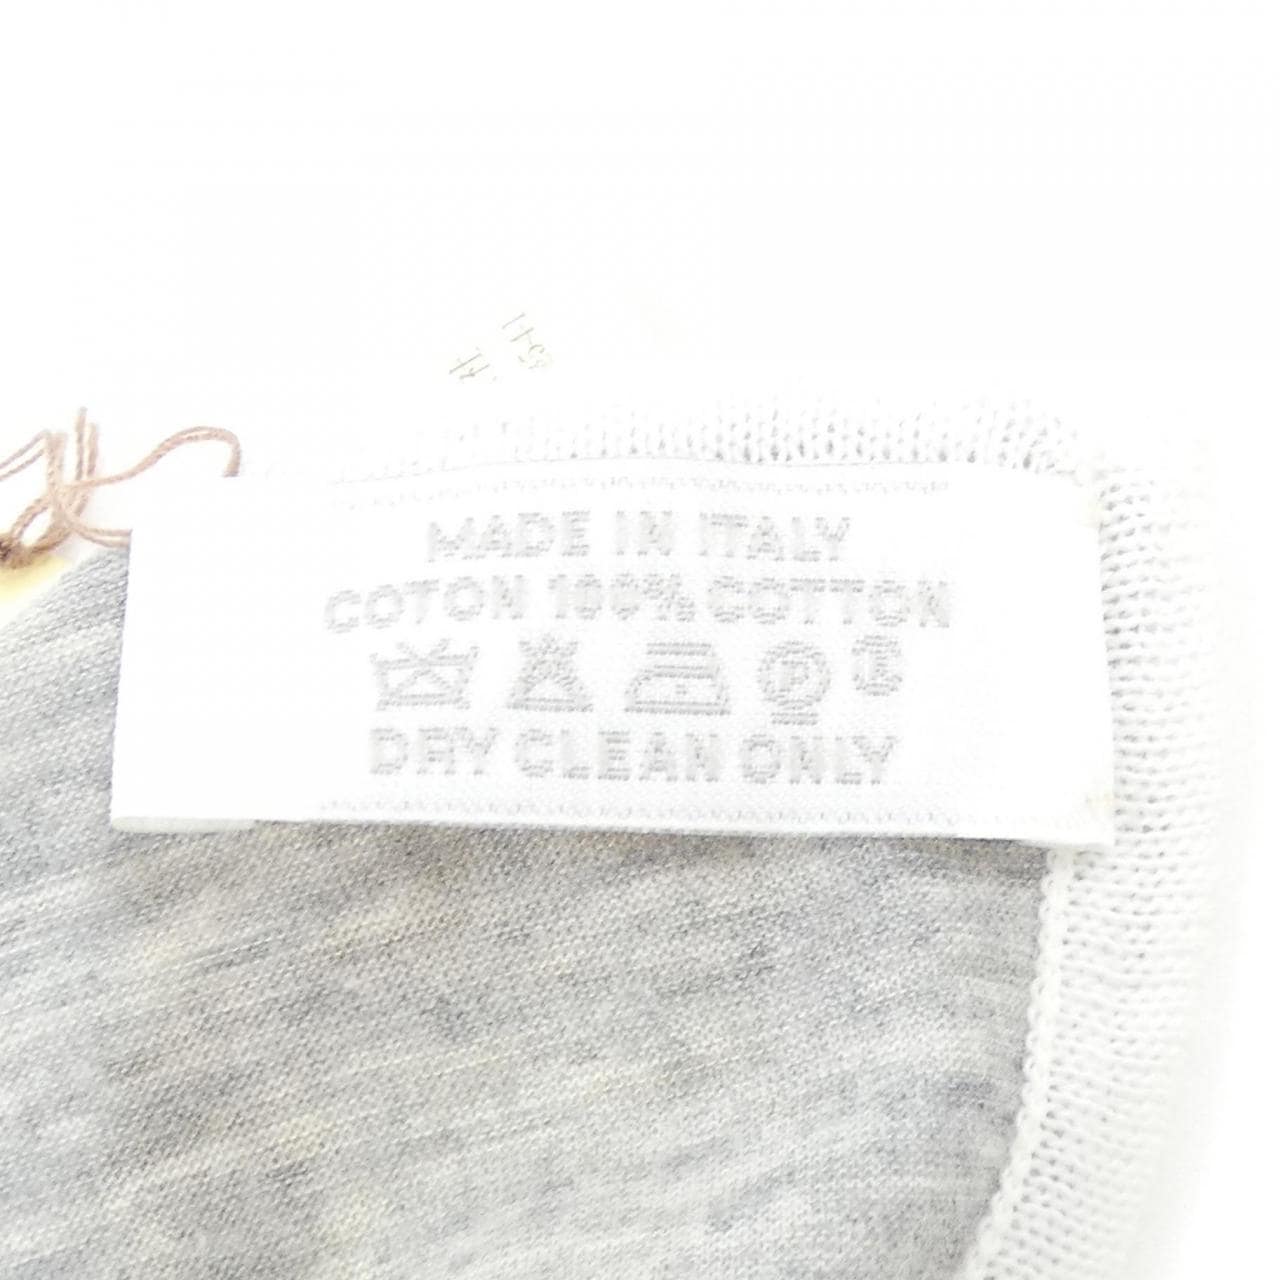 MADE IN ITALY
COTON 100% COTTON
P
DRY CLEAN ONLY